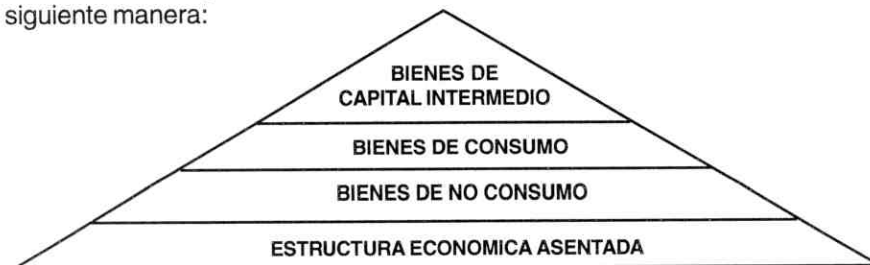 siguiente manera:
BIENES DE
CAPITAL INTERMEDIO
BIENES DE CONSUMO
BIENES DE NO CONSUMO
ESTRUCTURA ECONOMICA ASENTADA